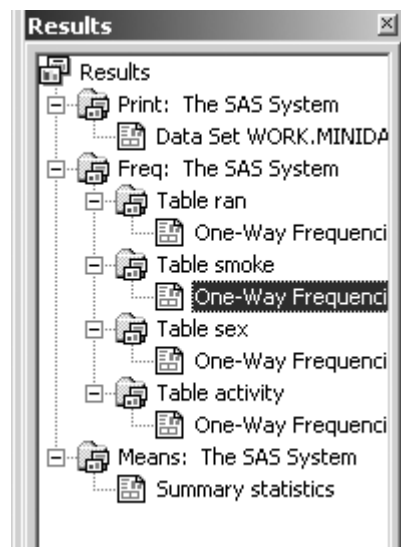 Results
Results
Print: The SAS System
Data Set WORK.MINIDA
Freq: The SAS System
Table ran
One-Way Frequenci
Table smoke
One-Way Frequenci
Table sex
One-Way Frequenci
Table activity
One-Way Frequenci
Means: The SAS System
Summary statistics